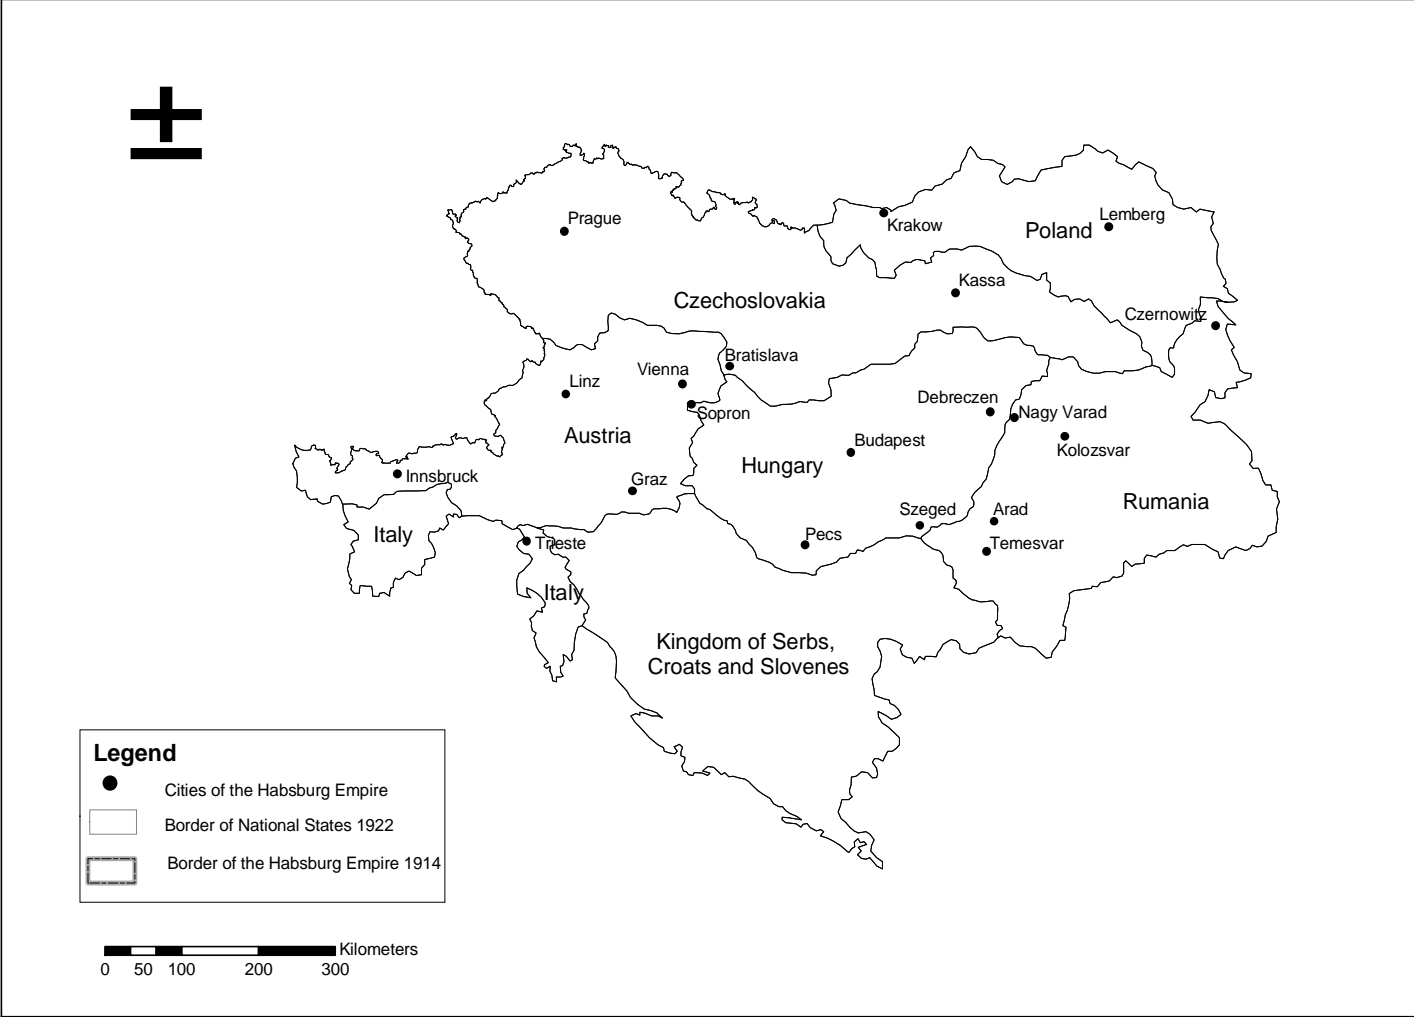 Prague
Krakow
Poland
Lemberg
Kassa
Czechoslovakia
Czernowitz
Bratislava
Vienna
Linz
Sopron
Debreczen
Nagy Varad
Austria
Budapest
Kolozsvar
Hungary
Innsbruck
Graz
Rumania
Szeged
Arad
Italy
Pecs
Trieste
Temesvar
Italy
Kingdom of Serbs,
Croats and Slovenes
Legend
Cities of the Habsburg Empire
Border of National States 1922
Border of the Habsburg Empire 1914
Kilometers
0 50 100 200 300